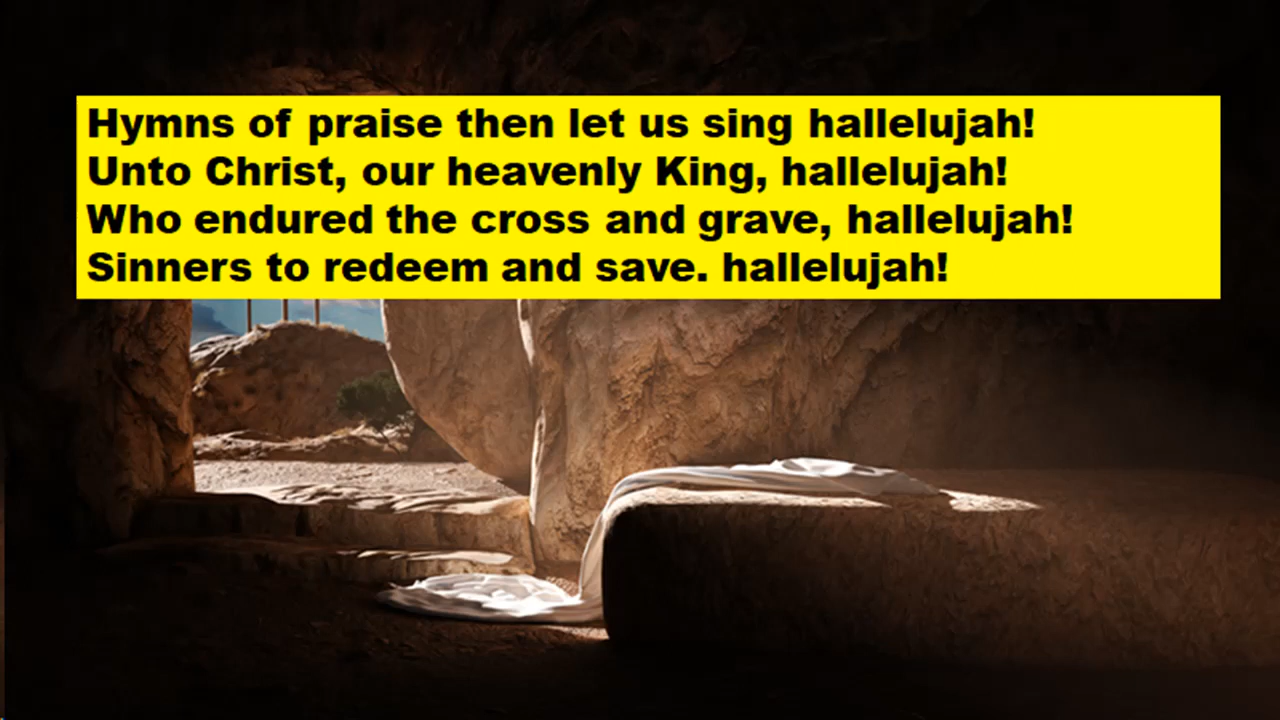 Hymns of praise then let us sing hallelujah!
Unto Christ, our heavenly King, hallelujah!
Who endured the cross and grave, hallelujah!
Sinners to redeem and save. hallelujah!